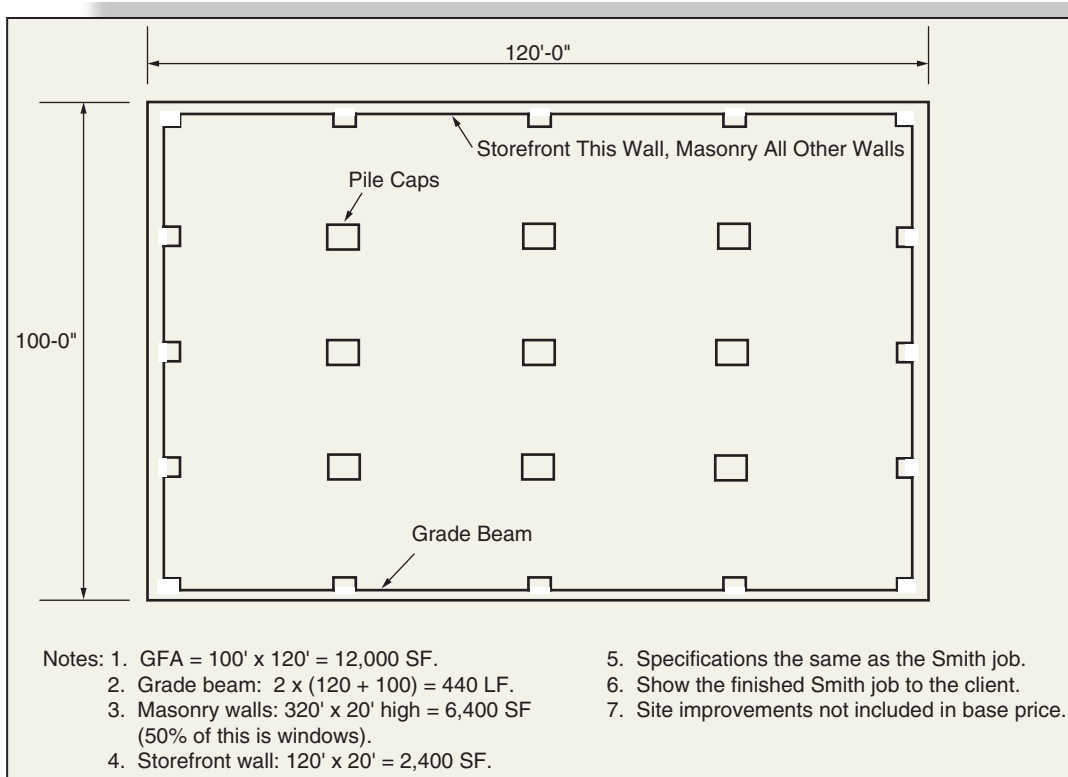 120'-0"
Storefront This Wall, Masonry All Other Walls
Pile Caps
100-0"
Grade Beam
Notes: 1. GFA = 100' x 120' = 12,000 SF.
2. Grade beam: 2 x (120 + 100) = 440 LF.
3. Masonry walls: 320' x 20' high = 6,400 SF
(50% of this is windows).
4. Storefront wall: 120' x 20' = 2,400 SF.
5. Specifications the same as the Smith job.
6. Show the finished Smith job to the client.
7. Site improvements not included in base price.